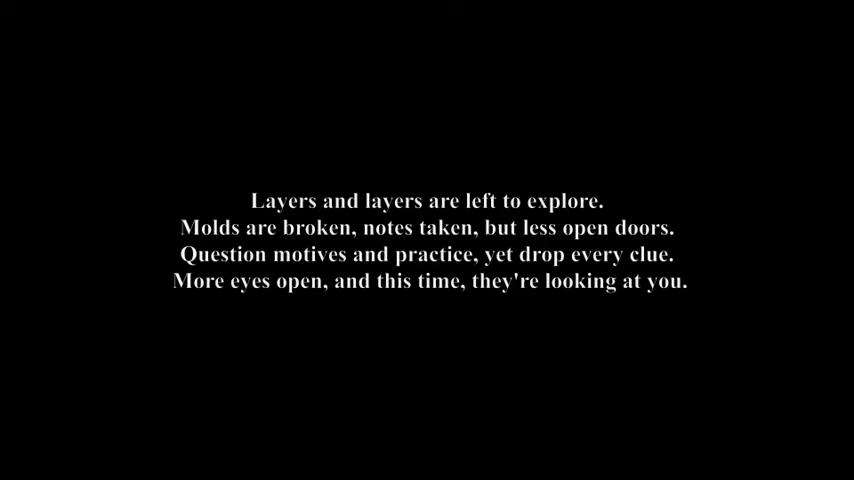 Layers and layers are left to explore.
Molds are broken, notes taken, but less open doors.
Question motives and practice, yet drop every clue.
More eyes open, and this time, they're looking at you.